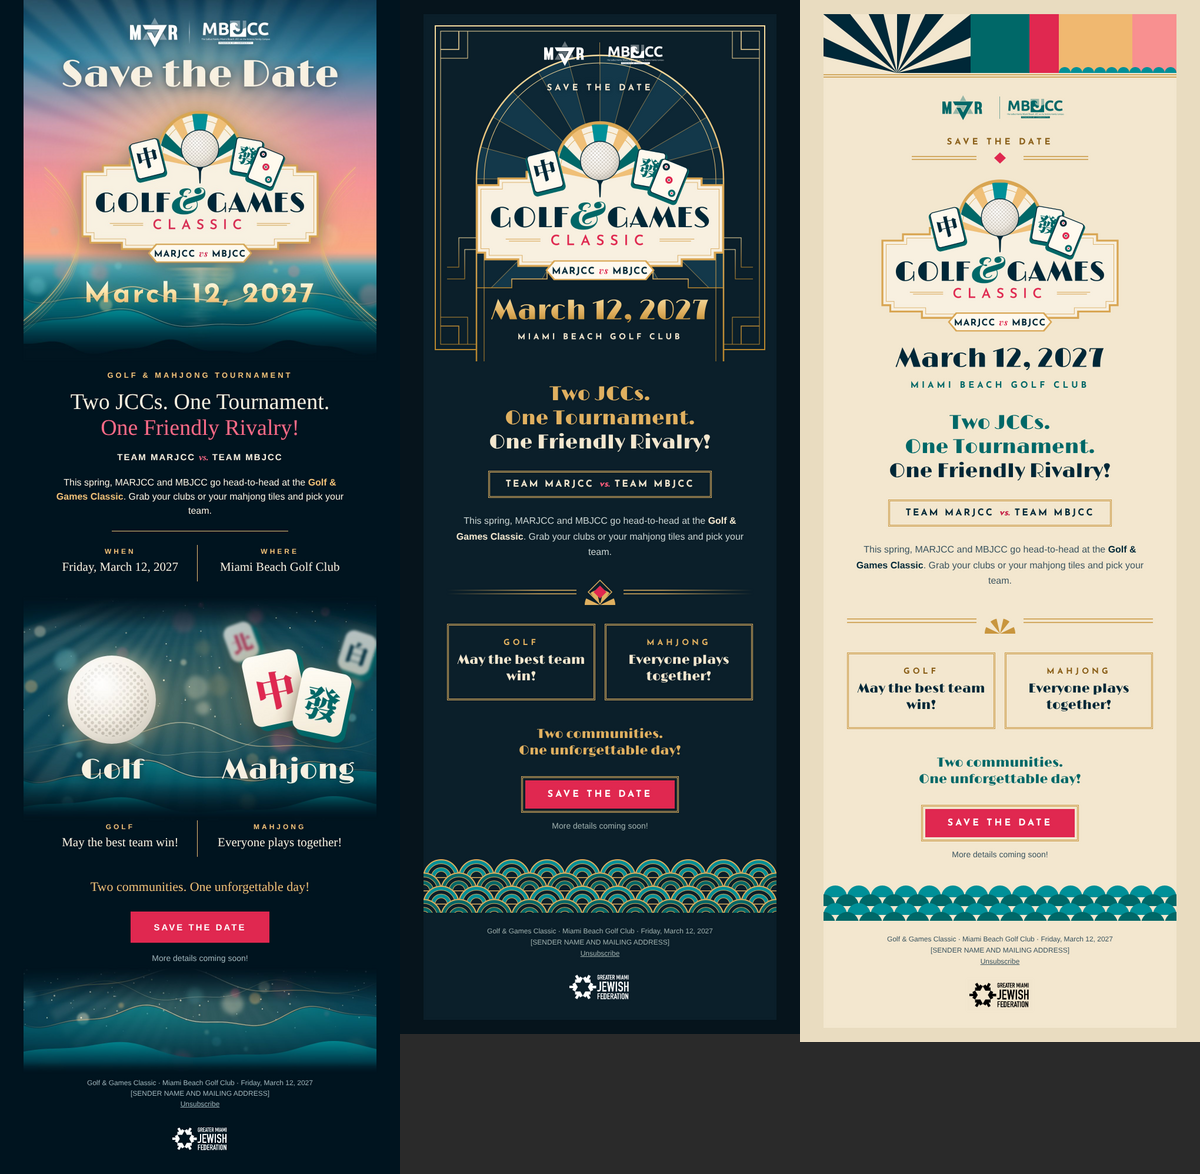 M R
MBJCC
Save the Date
中
發
GOLF & GAMES
CLASSIC
MARJCC vs MBJCC
March 12, 2027
GOLF & MAHJONG TOURNAMENT
Two JCCs. One Tournament.
One Friendly Rivalry!
TEAM MARJCC vs. TEAM MBJCC
This spring, MARJCC and MBJCC go head-to-head at the Golf &
Games Classic. Grab your clubs or your mahjong tiles and pick your
team.
WHEN
Friday, March 12, 2027
WHERE
Miami Beach Golf Club
北
白
中
發
Golf
Mahjong
GOLF
May the best team win!
MAHJONG
Everyone plays together!
Two communities. One unforgettable day!
SAVE THE DATE
More details coming soon!
Golf & Games Classic · Miami Beach Golf Club · Friday, March 12, 2027
[SENDER NAME AND MAILING ADDRESS]
Unsubscribe
GREATER MIAMI
JEWISH
FEDERATION
M R
MBJCC
SAVE THE DATE
中
發
GOLF & GAMES
CLASSIC
MARJCC vs MBJCC
March 12, 2027
MIAMI BEACH GOLF CLUB
Two JCCs.
One Tournament.
One Friendly Rivalry!
TEAM MARJCC vs. TEAM MBJCC
This spring, MARJCC and MBJCC go head-to-head at the Golf &
Games Classic. Grab your clubs or your mahjong tiles and pick your
team.
GOLF
May the best team
win!
MAHJONG
Everyone plays
together!
Two communities.
One unforgettable day!
SAVE THE DATE
More details coming soon!
Golf & Games Classic · Miami Beach Golf Club · Friday, March 12, 2027
[SENDER NAME AND MAILING ADDRESS]
Unsubscribe
GREATER MIAMI
JEWISH
FEDERATION
M R
MBJCC
SAVE THE DATE
中
發
GOLF & GAMES
CLASSIC
MARJCC vs MBJCC
March 12, 2027
MIAMI BEACH GOLF CLUB
Two JCCs.
One Tournament.
One Friendly Rivalry!
TEAM MARJCC vs. TEAM MBJCC
This spring, MARJCC and MBJCC go head-to-head at the Golf &
Games Classic. Grab your clubs or your mahjong tiles and pick your
team.
GOLF
May the best team
win!
MAHJONG
Everyone plays
together!
Two communities.
One unforgettable day!
SAVE THE DATE
More details coming soon!
Golf & Games Classic · Miami Beach Golf Club · Friday, March 12, 2027
[SENDER NAME AND MAILING ADDRESS]
Unsubscribe
GREATER MIAMI
JEWISH
FEDERATION